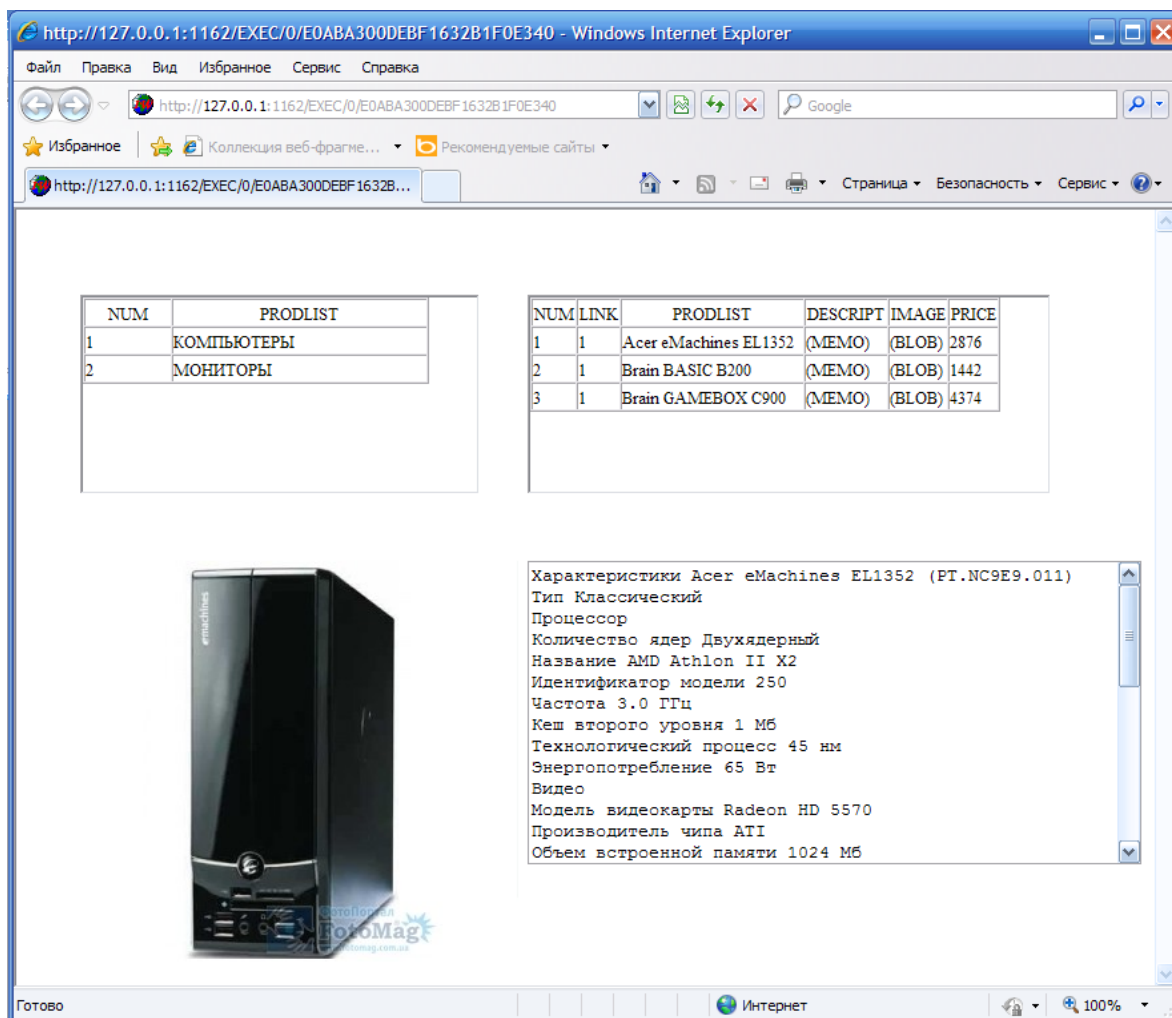 http://127.0.0.1:1162/EXEC/0/E0ABA300DEBF1632B1F0E340 - Windows Internet Explorer
Файл Правка Вид Избранное Сервис Справка
http://127.0.0.1:1162/EXEC/0/E0ABA300DEBF1632B1F0E340 Google
Избранное Коллекция веб-фрагме... Рекомендуемые сайты
http://127.0.0.1:1162/EXEC/0/E0ABA300DEBF1632B... Страница Безопасность Сервис
NUM PRODLIST
1 КОМПЬЮТЕРЫ
2 МОНИТОРЫ
NUM LINK PRODLIST DESCRIPT IMAGE PRICE
1 1 Acer eMachines EL1352 (MEMO) (BLOB) 2876
2 1 Brain BASIC B200 (MEMO) (BLOB) 1442
3 1 Brain GAMEBOX C900 (MEMO) (BLOB) 4374
emachines
ФотоПортал
FotoMag
Характеристики Acer eMachines EL1352 (PT.NC9E9.011)
Тип Классический
Процессор
Количество ядер Двухядерный
Название AMD Athlon II X2
Идентификатор модели 250
Частота 3.0 ГГц
Кеш второго уровня 1 Мб
Технологический процесс 45 нм
Энергопотребление 65 Вт
Видео
Модель видеокарты Radeon HD 5570
Производитель чипа ATI
Объем встроенной памяти 1024 Мб
Готово Интернет 100%